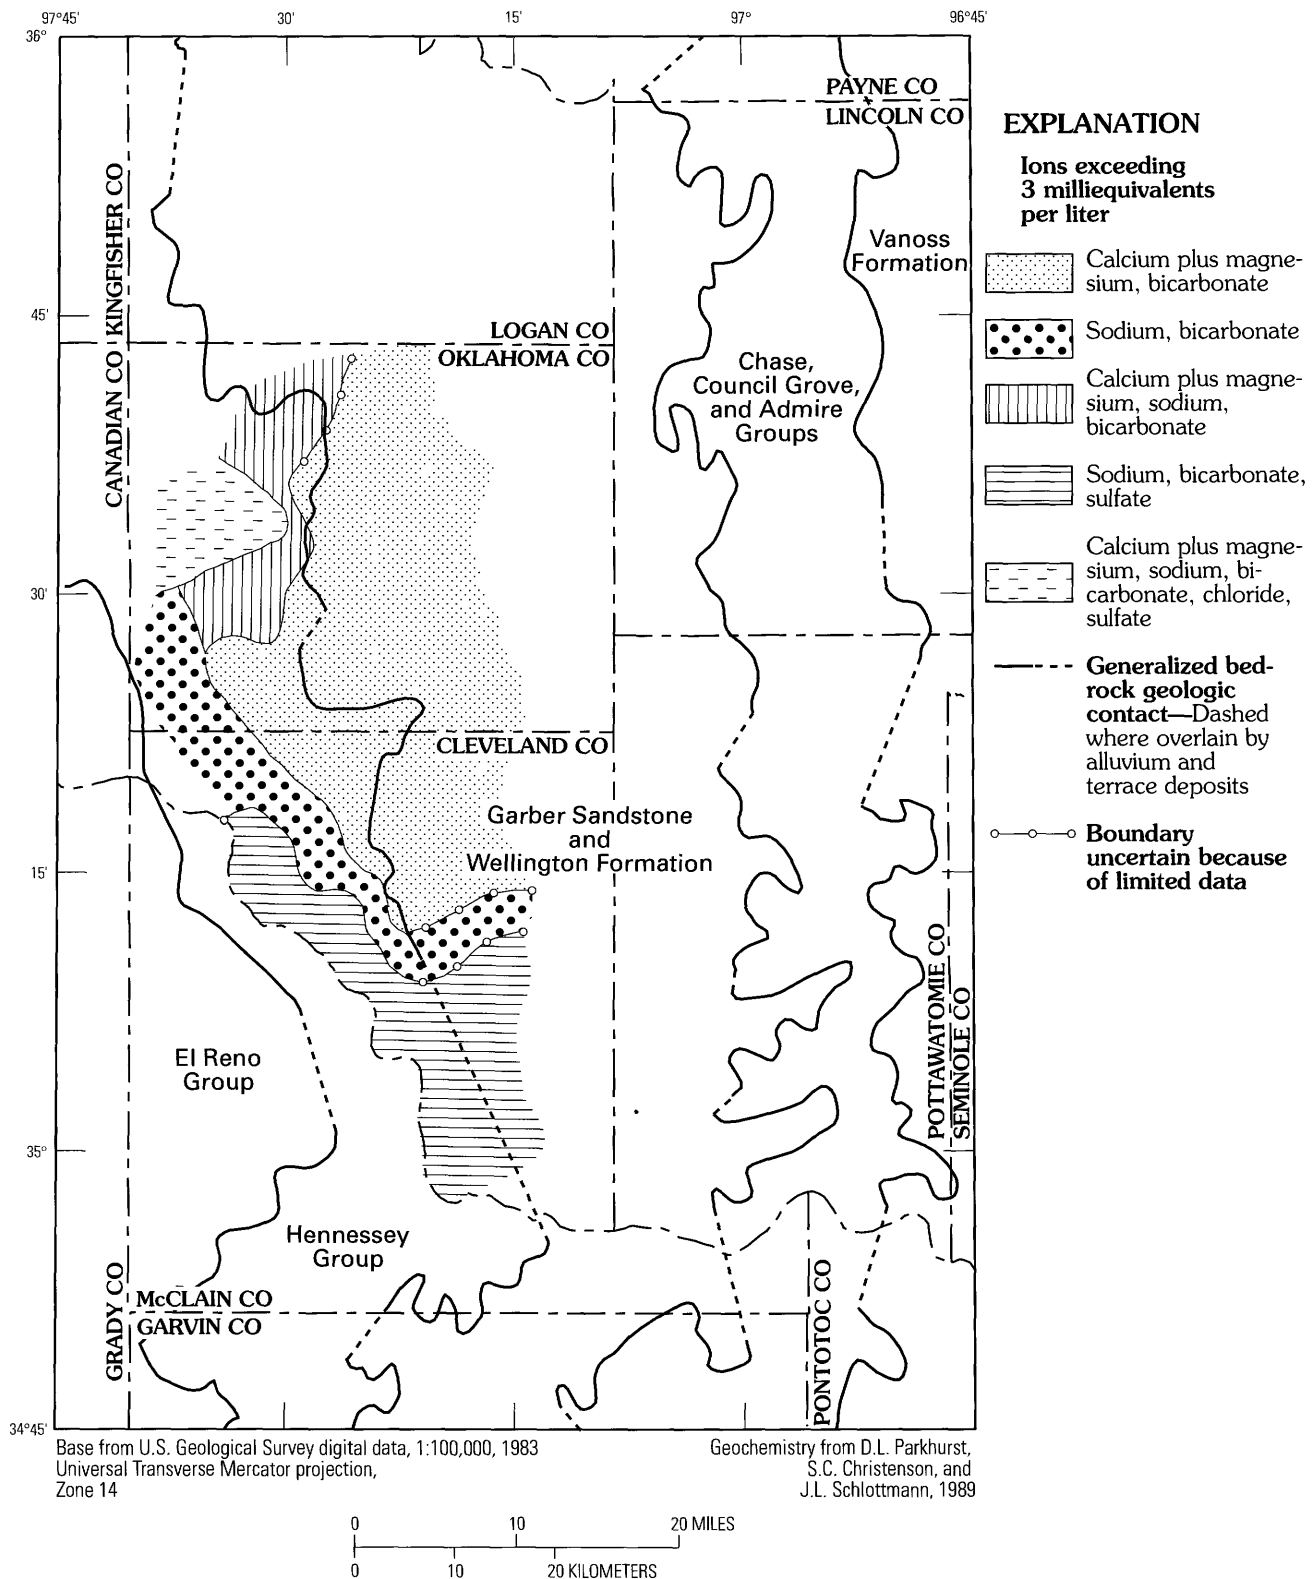 97°45'
30'
15'
97°
96°45'
36°
PAYNE CO
LINCOLN CO
CANADIAN CO KINGFISHER CO
Vanoss
Formation
45'
LOGAN CO
OKLAHOMA CO
Chase,
Council Grove,
and Admire
Groups
30'
CLEVELAND CO
Garber Sandstone
and
Wellington Formation
15'
POTTAWATOMIE CO
SEMINOLE CO
El Reno
Group
35°
Hennessey
Group
GRADY CO
McCLAIN CO
GARVIN CO
PONTOTOC CO
34°45'
EXPLANATION
Ions exceeding
3 milliequivalents
per liter
Calcium plus magne-
sium, bicarbonate
Sodium, bicarbonate
Calcium plus magne-
sium, sodium,
bicarbonate
Sodium, bicarbonate,
sulfate
Calcium plus magne-
sium, sodium, bi-
carbonate, chloride,
sulfate
Generalized bed-
rock geologic
contact—Dashed
where overlain by
alluvium and
terrace deposits
Boundary
uncertain because
of limited data
Base from U.S. Geological Survey digital data, 1:100,000, 1983
Universal Transverse Mercator projection,
Zone 14
Geochemistry from D.L. Parkhurst,
S.C. Christenson, and
J.L. Schlottmann, 1989
0 10 20 MILES
0 10 20 KILOMETERS